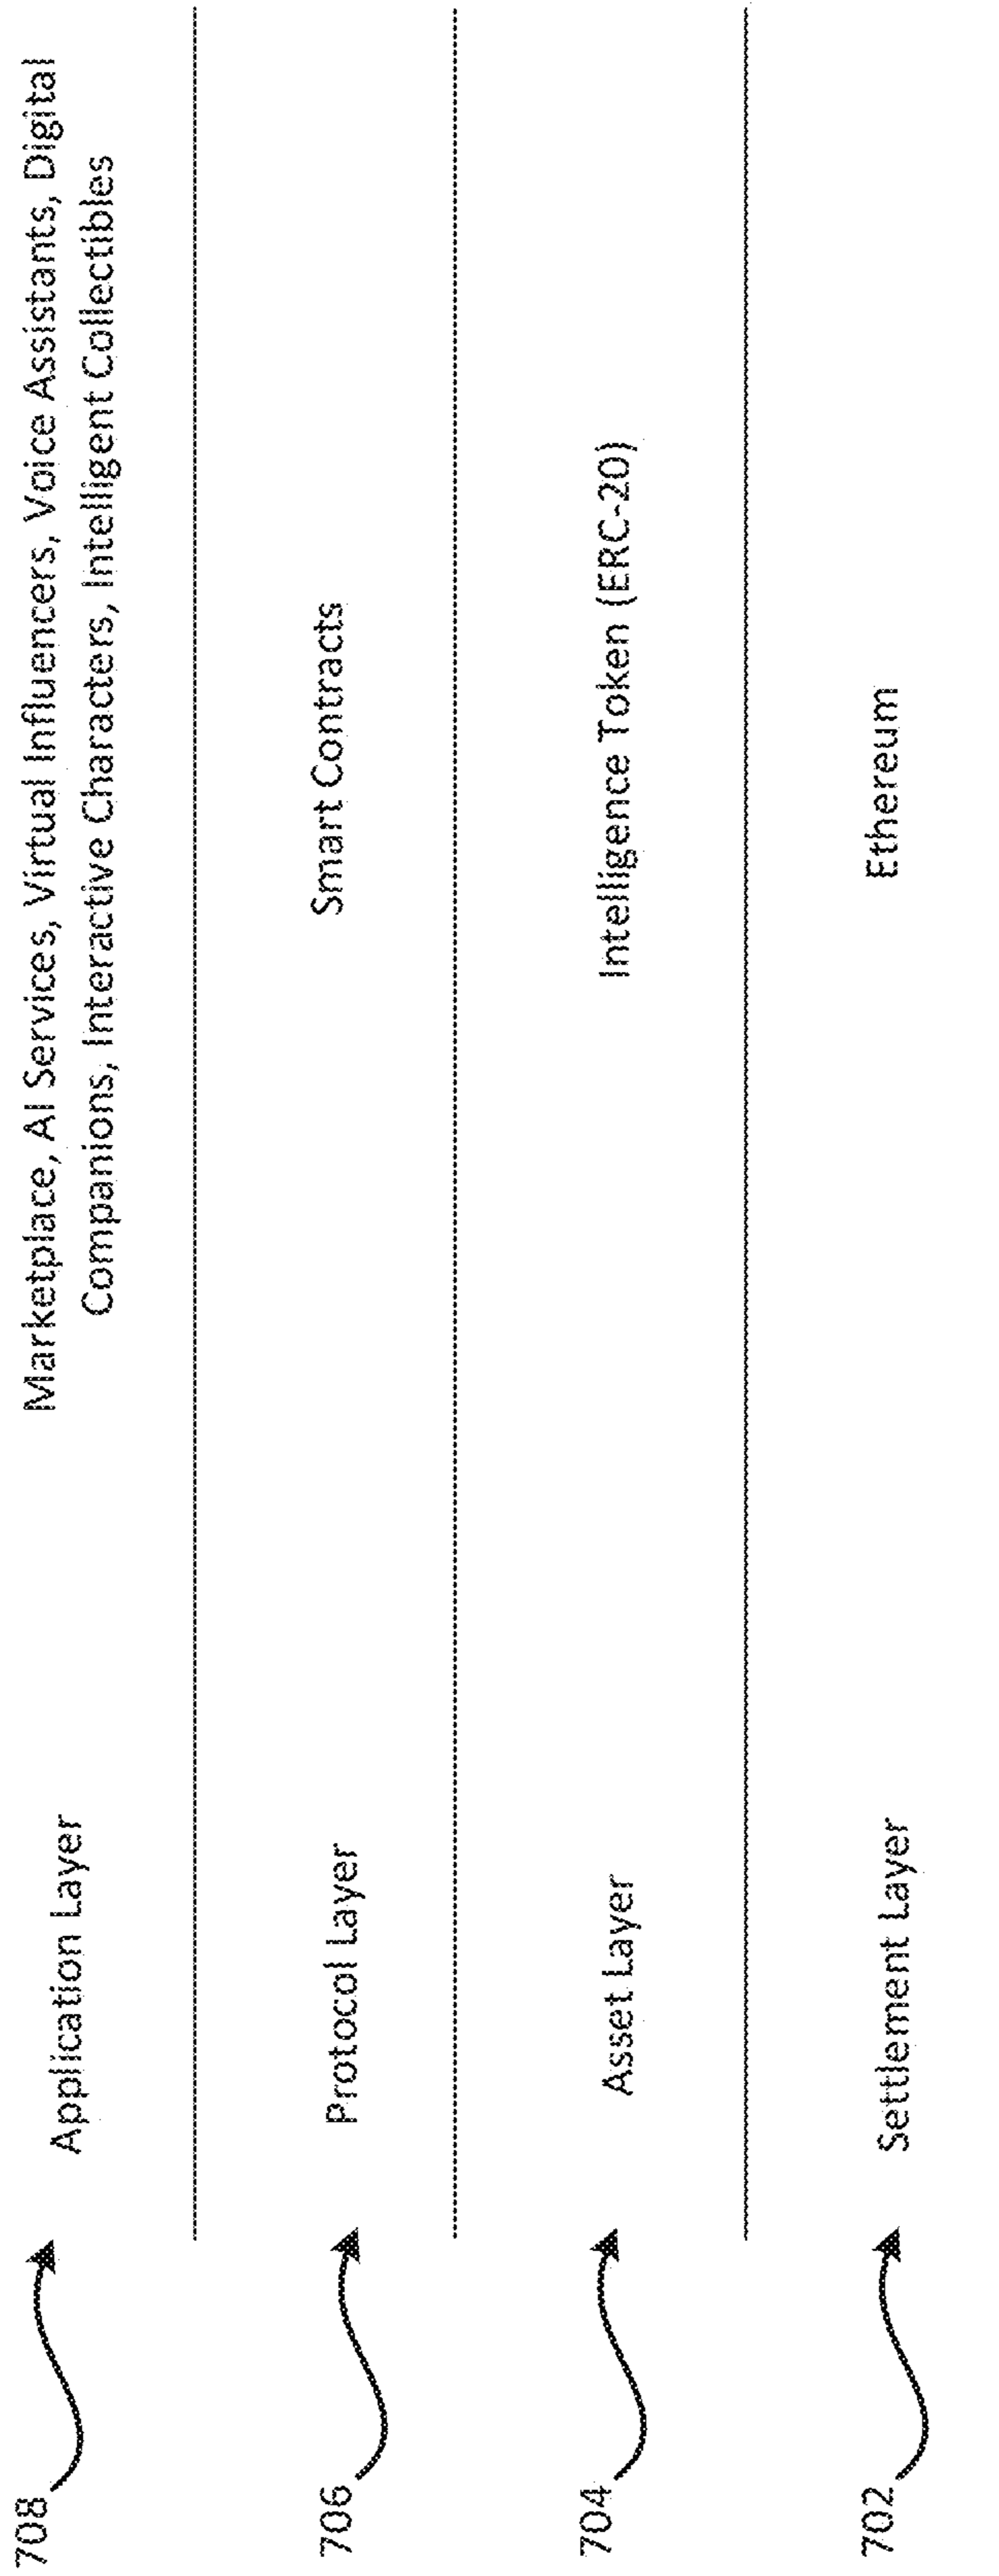 708
Application Layer
Marketplace, AI Services, Virtual Influencers, Voice Assistants, Digital
Companions, Interactive Characters, Intelligent Collectibles
706
Protocol Layer
Smart Contracts
704
Asset Layer
Intelligence Token (ERC-20)
702
Settlement Layer
Ethereum